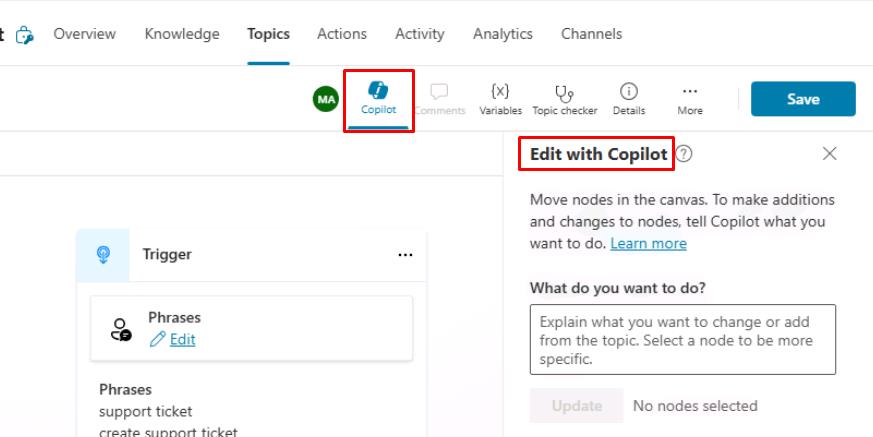 t Overview Knowledge Topics Actions Activity Analytics Channels
MA Copilot Comments {x} Variables Topic checker Details More Save
Edit with Copilot ?
Move nodes in the canvas. To make additions
and changes to nodes, tell Copilot what you
want to do. Learn more
What do you want to do?
Explain what you want to change or add
from the topic. Select a node to be more
specific.
Update No nodes selected
Trigger
Phrases
Edit
Phrases
support ticket
create support ticket